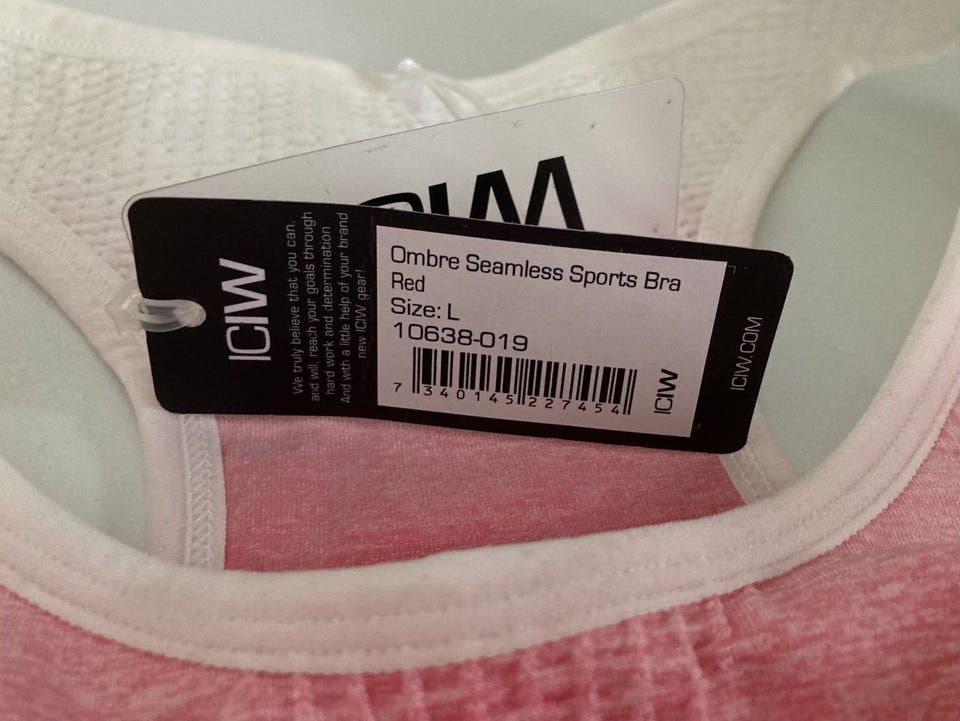 ICIW
We truly believe that you can,
and will, reach your goals through
hard work and determination
And with a little help of your brand
new ICIW gear!
Ombre Seamless Sports Bra
Red
Size: L
10638-019
7 340145 227454
ICIW
ICIW.COM
ICIW